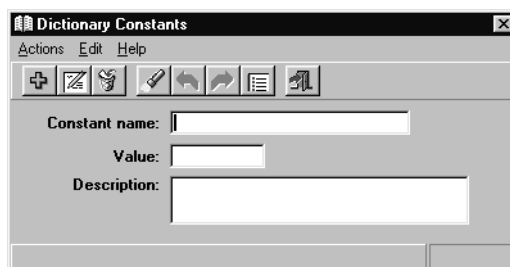 Dictionary Constants
Actions Edit Help
Constant name:
Value:
Description: